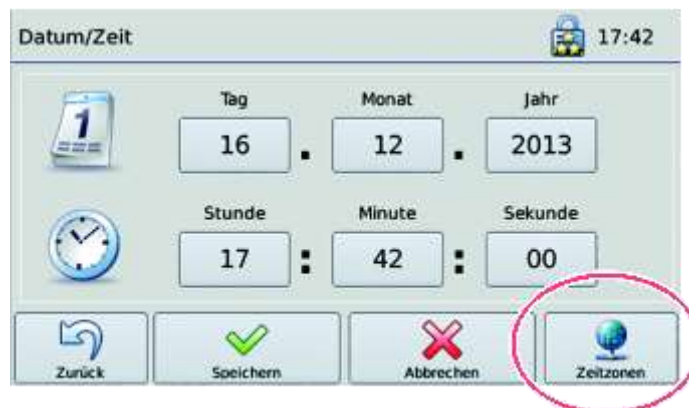 Datum/Zeit 17:42
Tag Monat Jahr
16 . 12 . 2013
Stunde Minute Sekunde
17 : 42 : 00
Zurück Speichern Abbrechen Zeitzonen